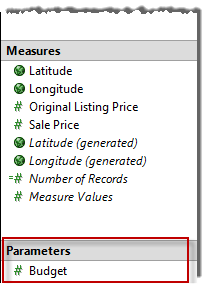 Measures
Latitude
Longitude
# Original Listing Price
# Sale Price
Latitude (generated)
Longitude (generated)
=# Number of Records
# Measure Values
Parameters
# Budget